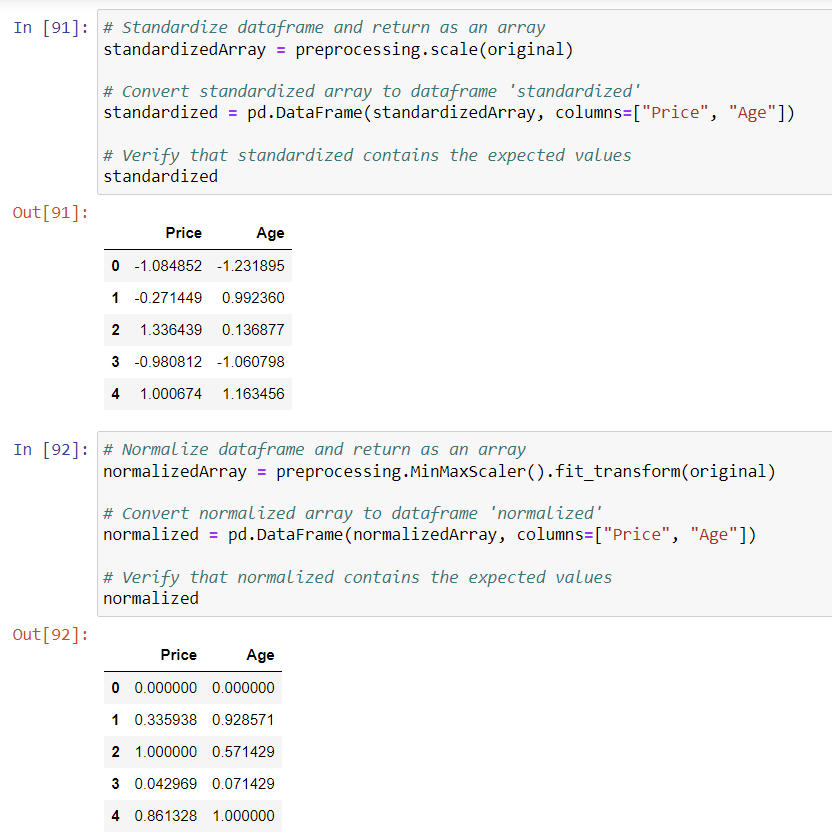 In [91]: # Standardize dataframe and return as an array
standardizedArray = preprocessing.scale(original)
# Convert standardized array to dataframe 'standardized'
standardized = pd.DataFrame(standardizedArray, columns=["Price", "Age"])
# Verify that standardized contains the expected values
standardized
Out[91]:
Price Age
0 -1.084852 -1.231895
1 -0.271449 0.992360
2 1.336439 0.136877
3 -0.980812 -1.060798
4 1.000674 1.163456
In [92]: # Normalize dataframe and return as an array
normalizedArray = preprocessing.MinMaxScaler().fit_transform(original)
# Convert normalized array to dataframe 'normalized'
normalized = pd.DataFrame(normalizedArray, columns=["Price", "Age"])
# Verify that normalized contains the expected values
normalized
Out[92]:
Price Age
0 0.000000 0.000000
1 0.335938 0.928571
2 1.000000 0.571429
3 0.042969 0.071429
4 0.861328 1.000000